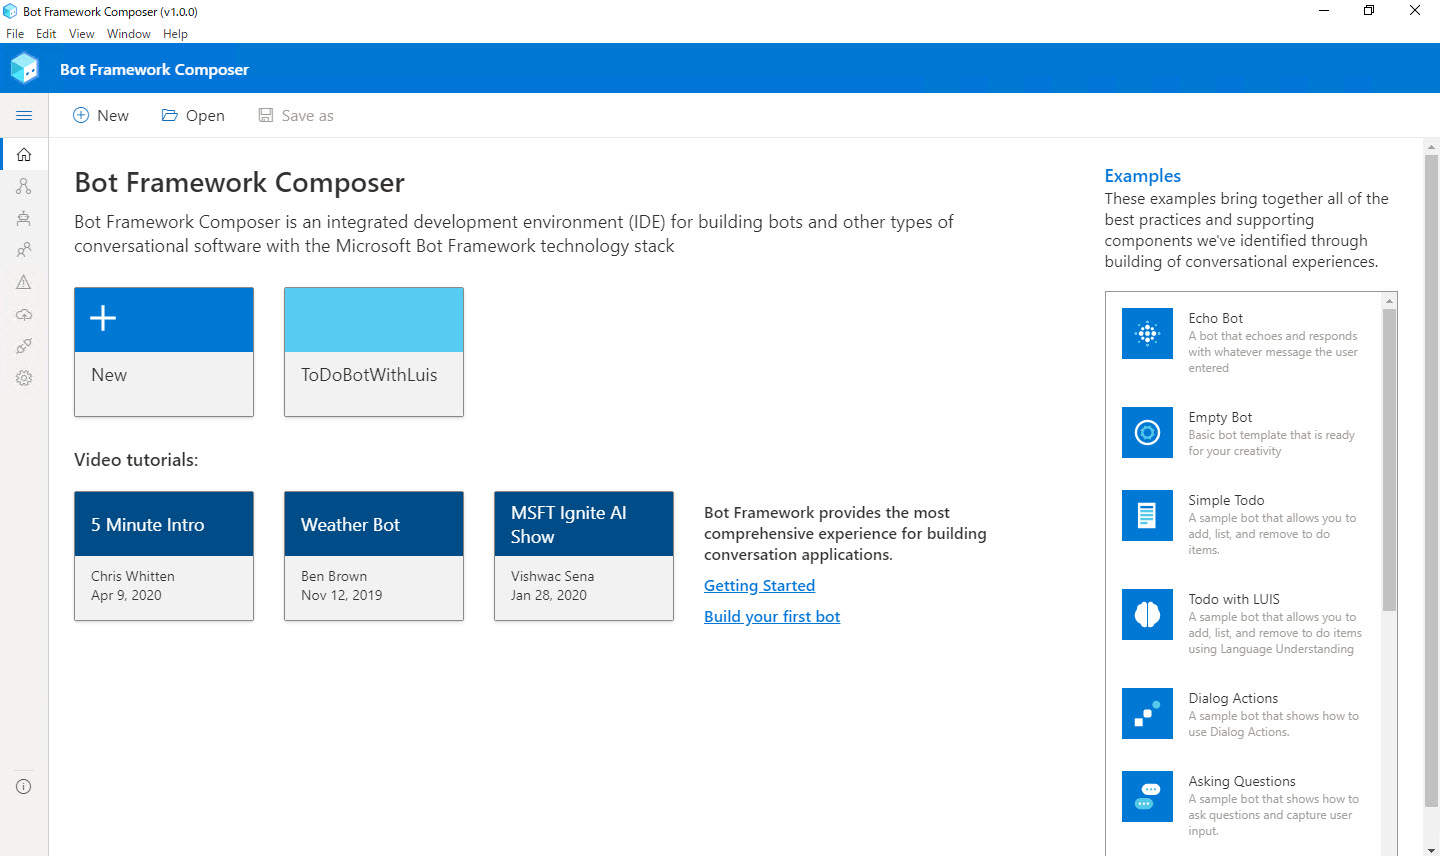 Bot Framework Composer (v1.0.0)
File Edit View Window Help
Bot Framework Composer
New Open Save as
Bot Framework Composer
Bot Framework Composer is an integrated development environment (IDE) for building bots and other types of
conversational software with the Microsoft Bot Framework technology stack
New
ToDoBotWithLuis
Video tutorials:
5 Minute Intro
Chris Whitten
Apr 9, 2020
Weather Bot
Ben Brown
Nov 12, 2019
MSFT Ignite AI
Show
Vishwac Sena
Jan 28, 2020
Bot Framework provides the most
comprehensive experience for building
conversation applications.
Getting Started
Build your first bot
Examples
These examples bring together all of the
best practices and supporting
components we've identified through
building of conversational experiences.
Echo Bot
A bot that echoes and responds
with whatever message the user
entered
Empty Bot
Basic bot template that is ready
for your creativity
Simple Todo
A sample bot that allows you to
add, list, and remove to do
items.
Todo with LUIS
A sample bot that allows you to
add, list, and remove to do items
using Language Understanding
Dialog Actions
A sample bot that shows how to
use Dialog Actions.
Asking Questions
A sample bot that shows how to
ask questions and capture user
input.